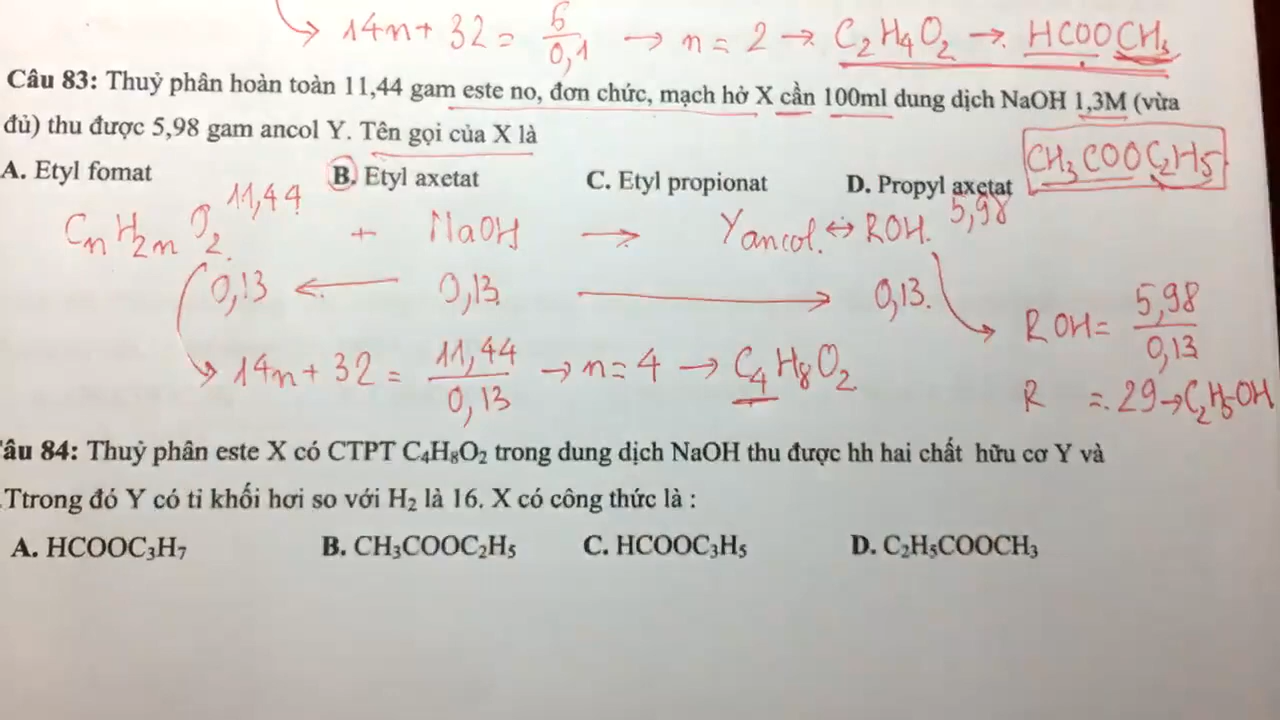 14n + 32 = 6/0,1 → n = 2 → C₂H₄O₂ → HCOOCH₃
Câu 83: Thuỷ phân hoàn toàn 11,44 gam este no, đơn chức, mạch hở X cần 100ml dung dịch NaOH 1,3M (vừa
đủ) thu được 5,98 gam ancol Y. Tên gọi của X là
CH₃COOC₂H₅
A. Etyl fomat B. Etyl axetat C. Etyl propionat D. Propyl axetat
11,44 5,98
CnH2nO₂ + NaOH → Y ancol. ↔ ROH.
0,13 ← 0,13 → 0,13.
ROH = 5,98/0,13
14n + 32 = 11,44/0,13 → n = 4 → C₄H₈O₂
R = 29 → C₂H₅OH
âu 84: Thuỷ phân este X có CTPT C₄H₈O₂ trong dung dịch NaOH thu được hh hai chất hữu cơ Y và
Ttrong đó Y có tỉ khối hơi so với H₂ là 16. X có công thức là :
A. HCOOC₃H₇ B. CH₃COOC₂H₅ C. HCOOC₃H₅ D. C₂H₅COOCH₃